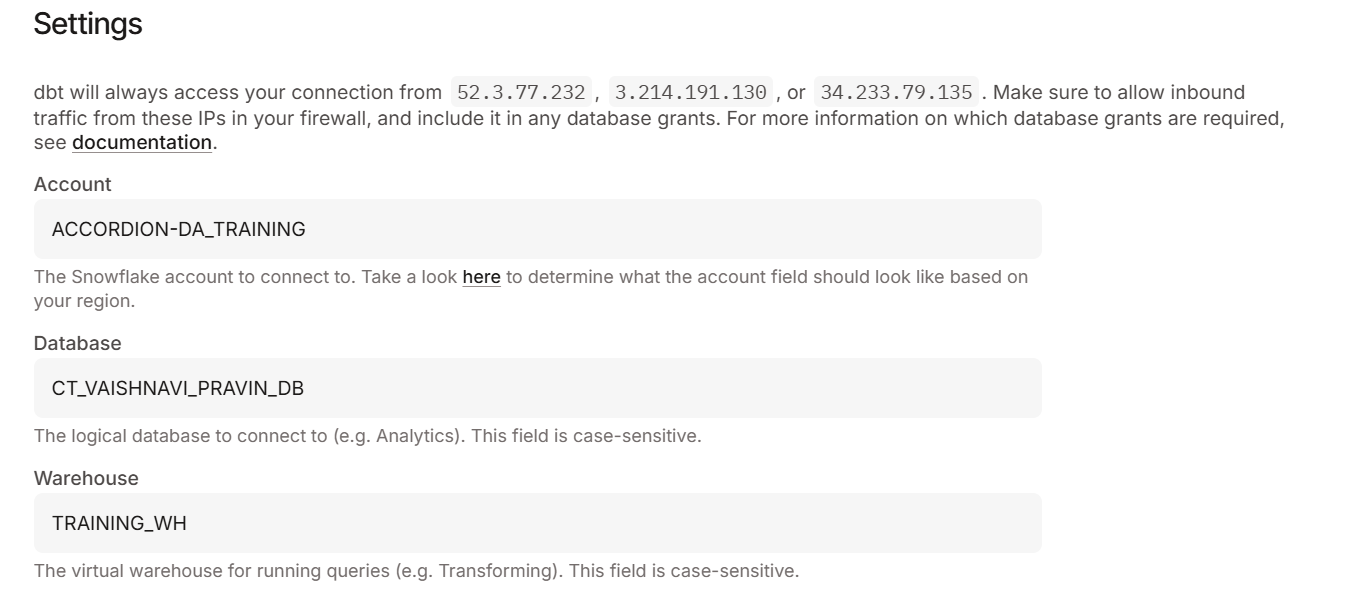 Settings
dbt will always access your connection from 52.3.77.232 , 3.214.191.130 , or 34.233.79.135 . Make sure to allow inbound
traffic from these IPs in your firewall, and include it in any database grants. For more information on which database grants are required,
see documentation.
Account
ACCORDION-DA_TRAINING
The Snowflake account to connect to. Take a look here to determine what the account field should look like based on
your region.
Database
CT_VAISHNAVI_PRAVIN_DB
The logical database to connect to (e.g. Analytics). This field is case-sensitive.
Warehouse
TRAINING_WH
The virtual warehouse for running queries (e.g. Transforming). This field is case-sensitive.